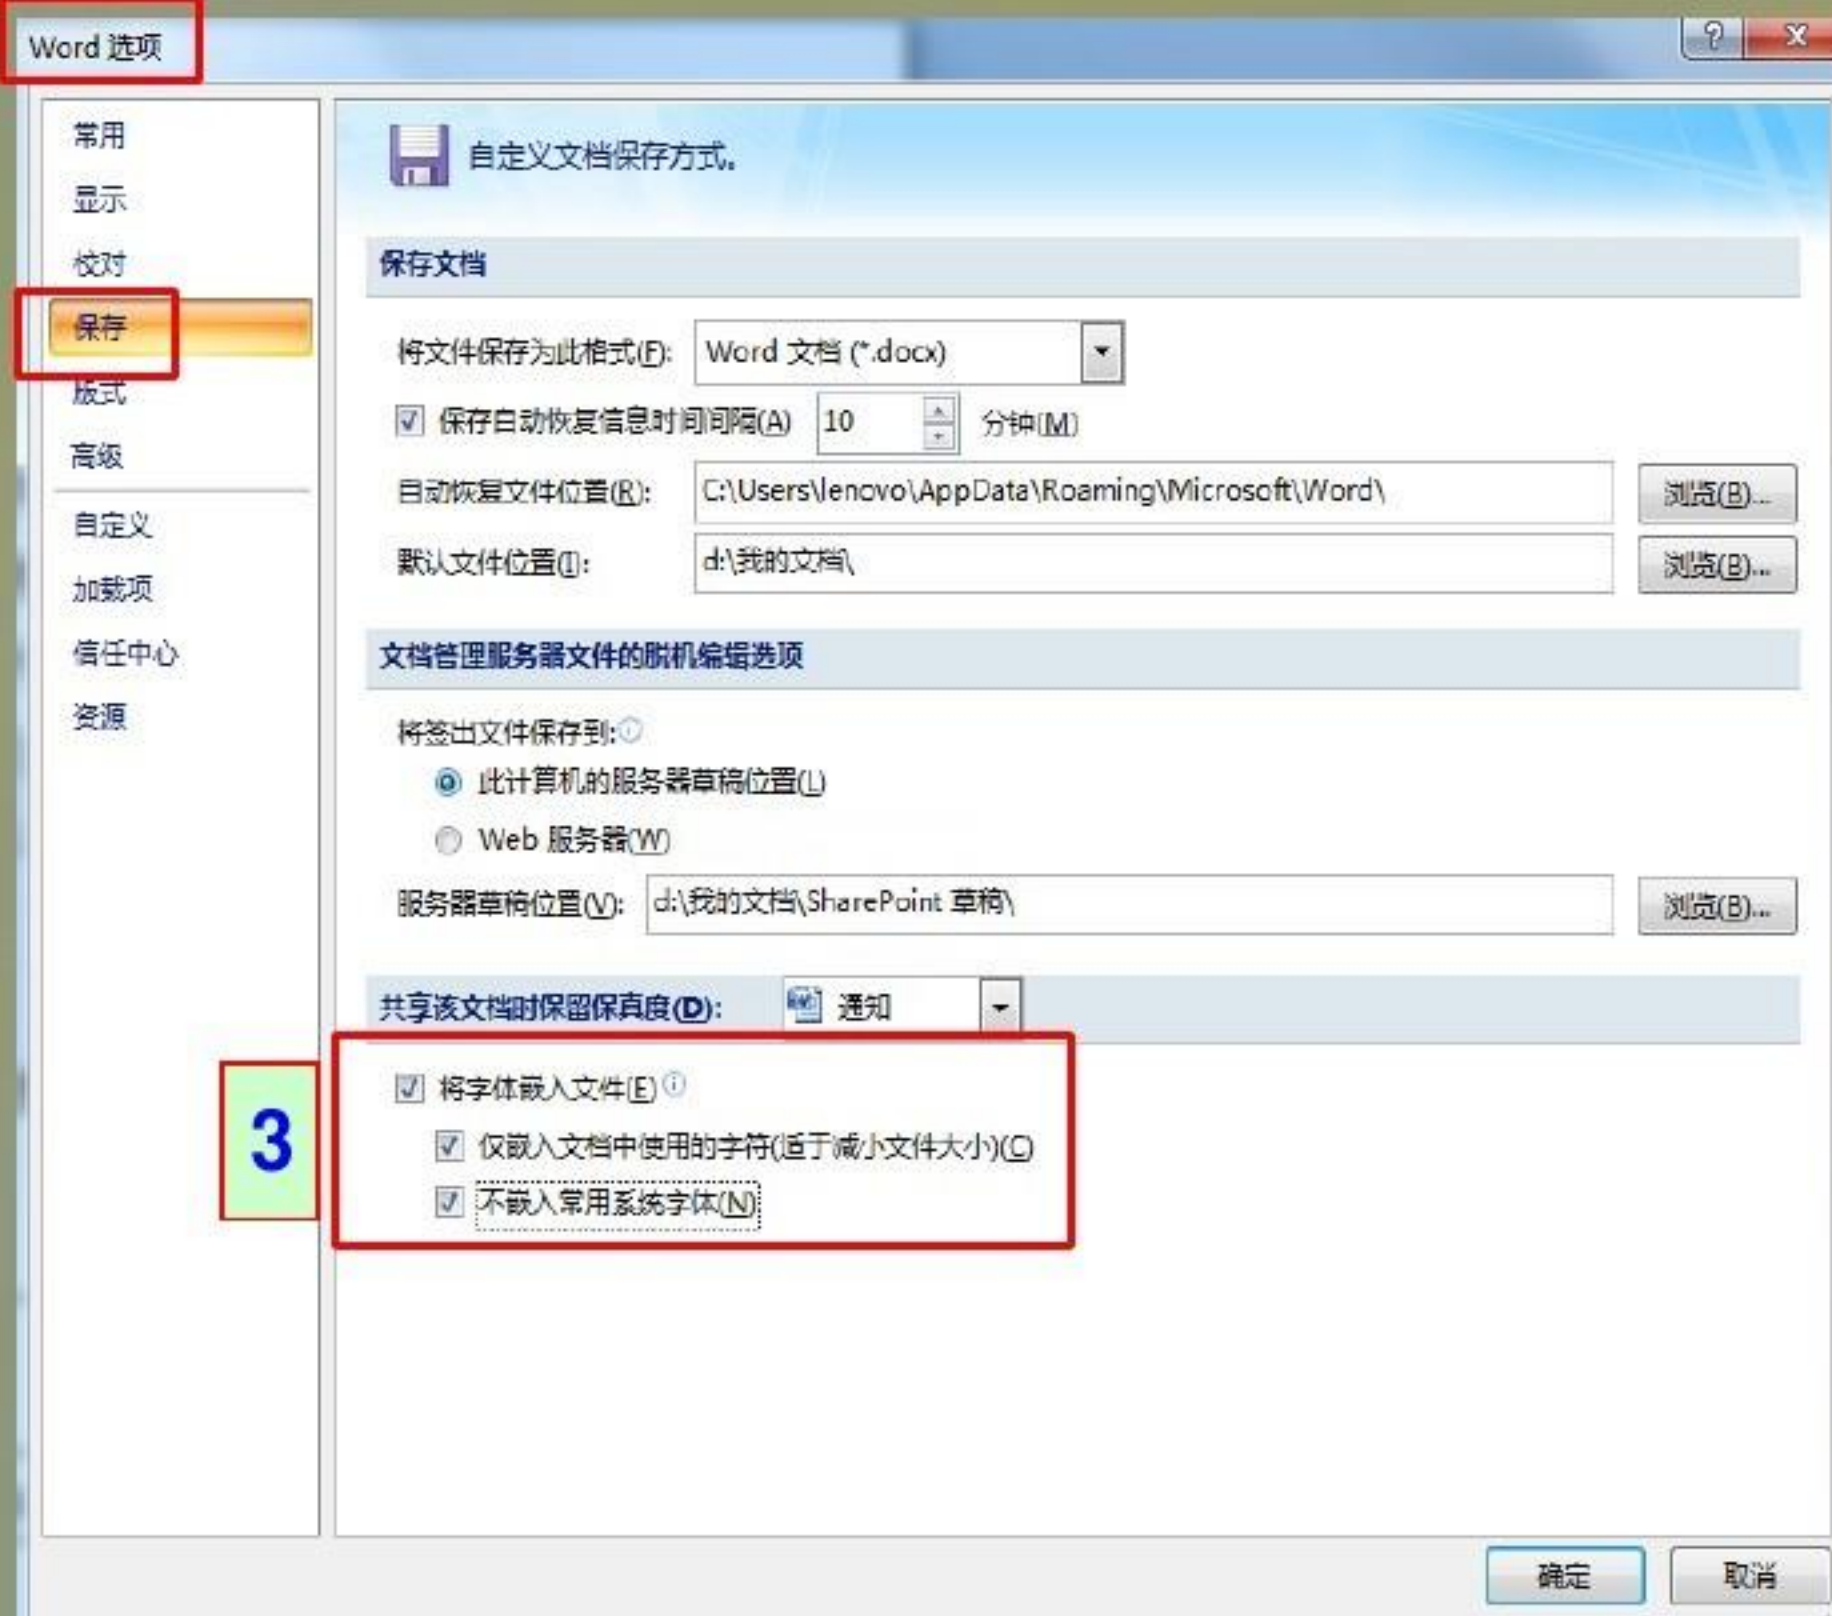 Word 选项
常用
显示
校对
保存
版式
高级
自定义
加载项
信任中心
资源
自定义文档保存方式。
保存文档
将文件保存为此格式(F): Word 文档 (*.docx)
保存自动恢复信息时间间隔(A) 10 分钟(M)
自动恢复文件位置(R): C:\Users\lenovo\AppData\Roaming\Microsoft\Word\ 浏览(B)...
默认文件位置(I): d:\我的文档\ 浏览(B)...
文档管理服务器文件的脱机编辑选项
将签出文件保存到:
此计算机的服务器草稿位置(L)
Web 服务器(W)
服务器草稿位置(V): d:\我的文档\SharePoint 草稿\ 浏览(B)...
共享该文档时保留保真度(D): 通知
3
将字体嵌入文件(E)
仅嵌入文档中使用的字符(适于减小文件大小)(C)
不嵌入常用系统字体(N)
确定 取消